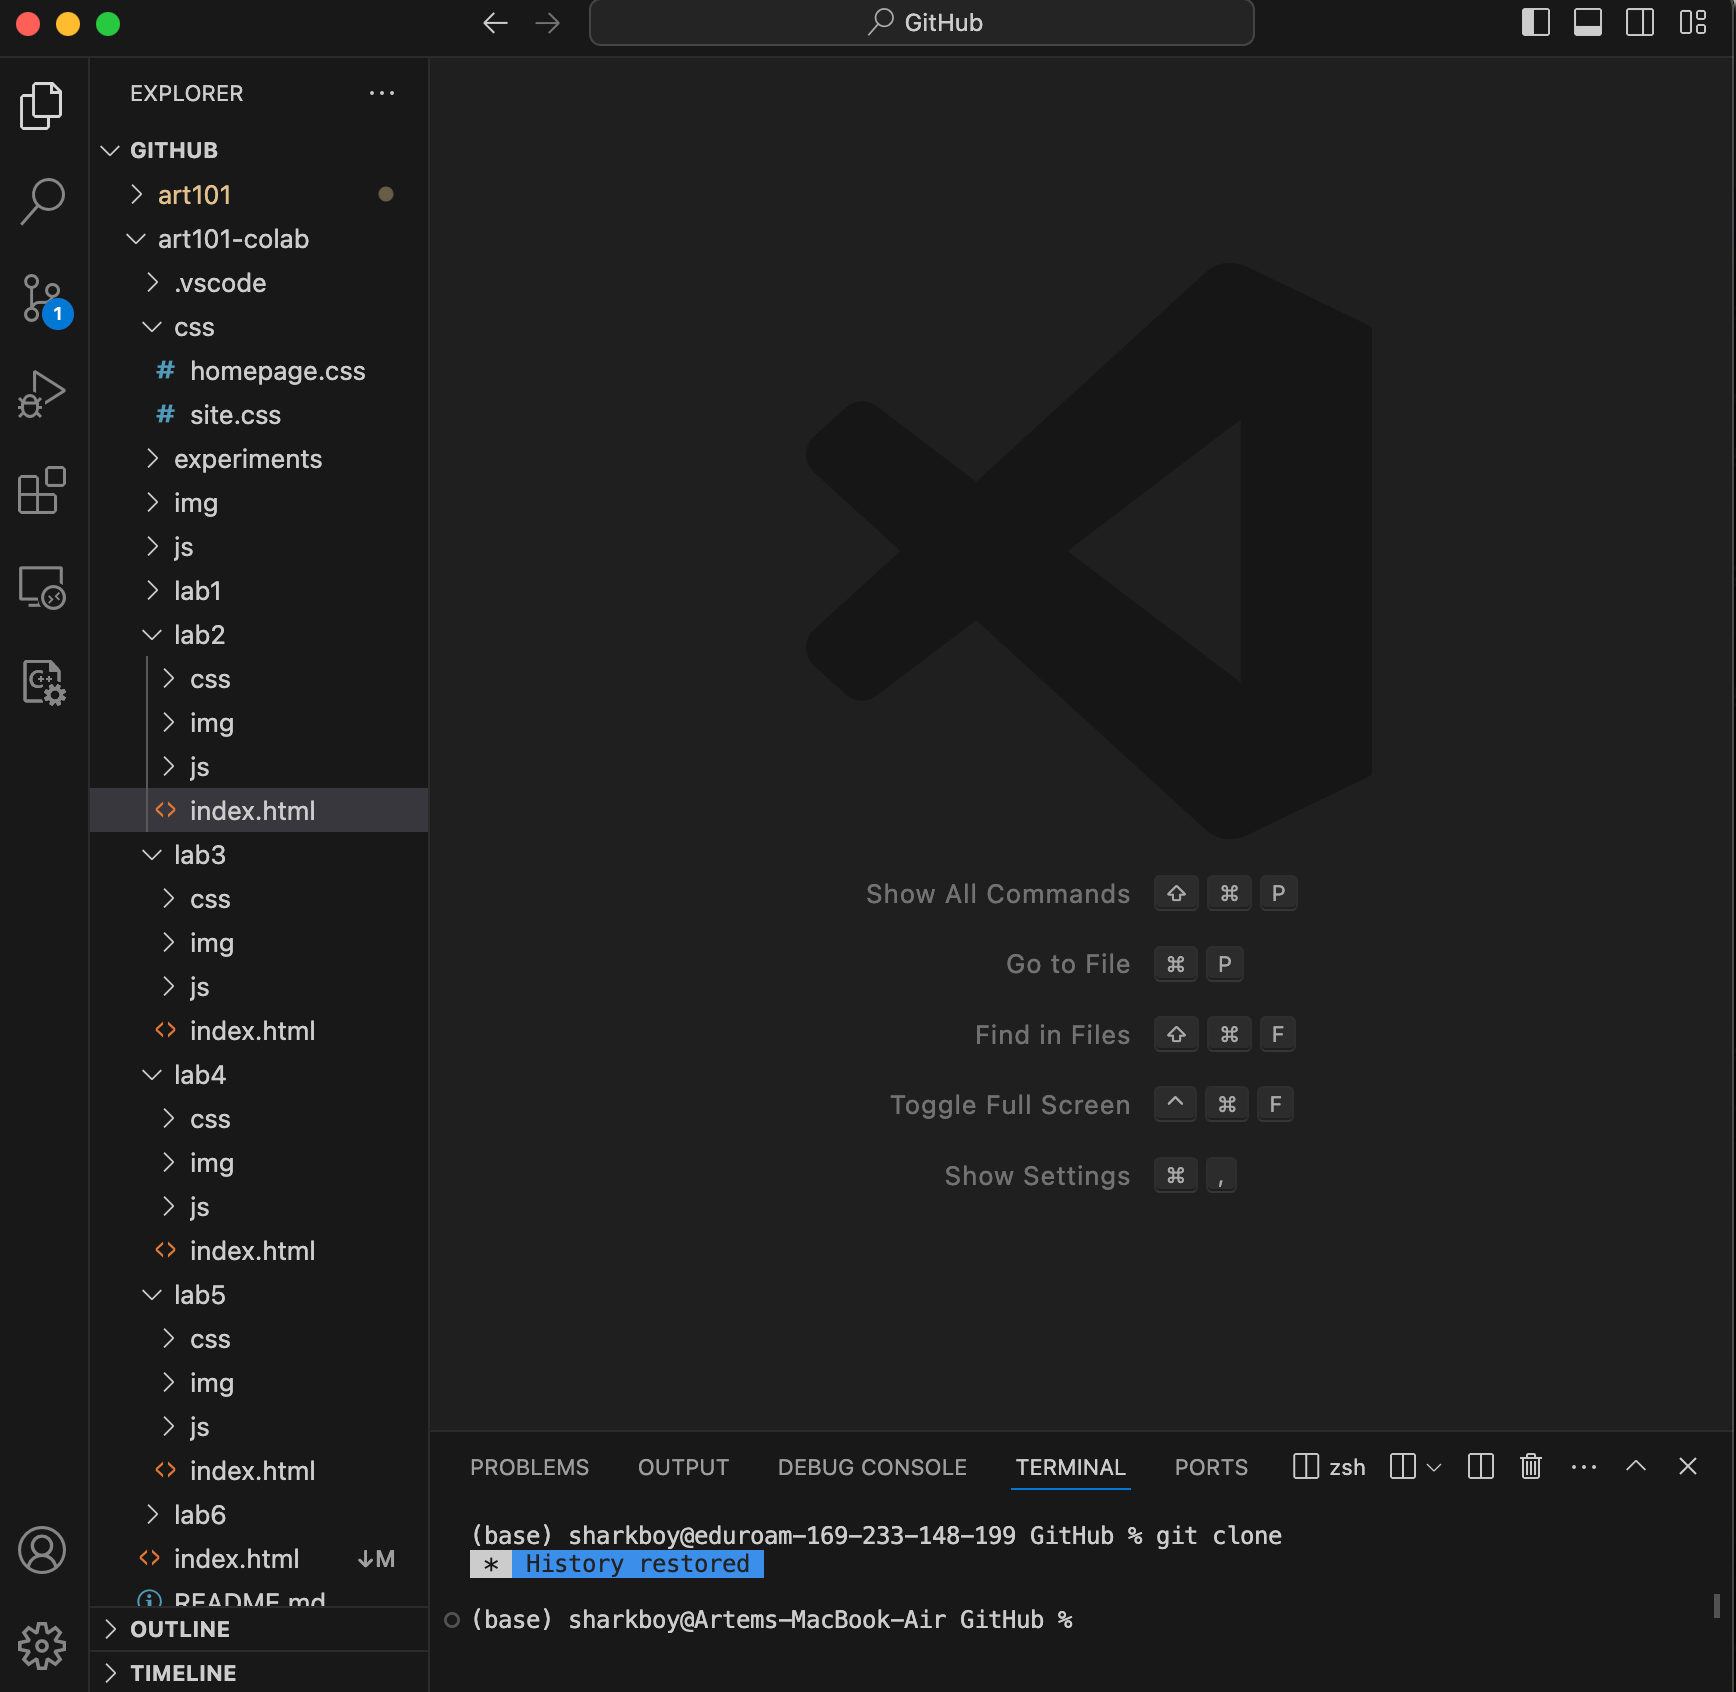 GitHub
EXPLORER
GITHUB
art101
art101-colab
.vscode
css
# homepage.css
# site.css
experiments
img
js
lab1
lab2
css
img
js
<> index.html
lab3
css
img
js
<> index.html
lab4
css
img
js
<> index.html
lab5
css
img
js
<> index.html
lab6
<> index.html ↓M
README.md
OUTLINE
TIMELINE
1
C++
Show All Commands ⇧ ⌘ P
Go to File ⌘ P
Find in Files ⇧ ⌘ F
Toggle Full Screen ^ ⌘ F
Show Settings ⌘ ,
PROBLEMS OUTPUT DEBUG CONSOLE TERMINAL PORTS zsh
(base) sharkboy@eduroam-169-233-148-199 GitHub % git clone
* History restored
(base) sharkboy@Artems-MacBook-Air GitHub %